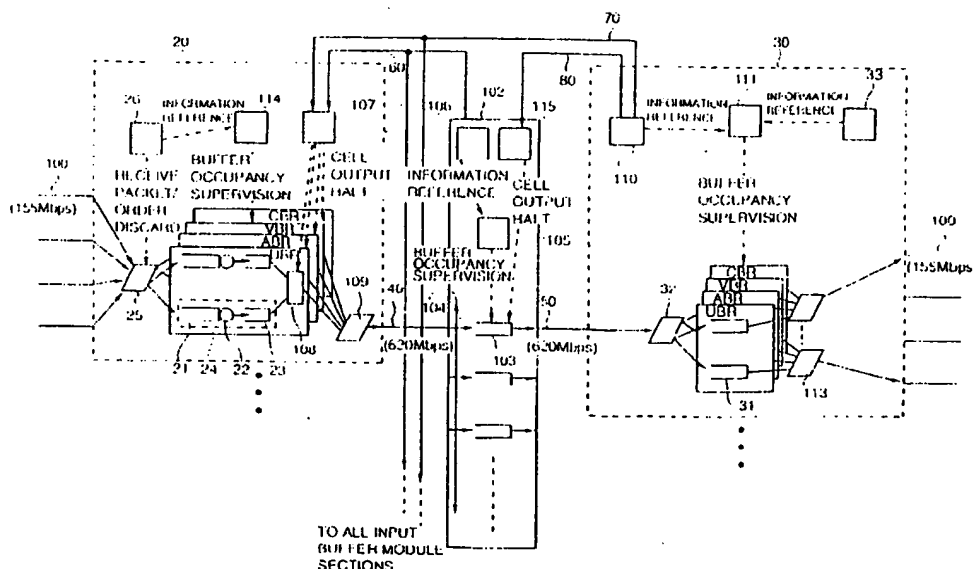 70
20
60
80
30
26
INFORMATION
REFERENCE
114
107
106
102
115
111
33
INFORMATION
REFERENCE
INFORMATION
REFERENCE
110
100
(155Mbps)
RECEIVE
PACKET/
ORDER
DISCARD
BUFFER
OCCUPANCY
SUPERVISION
CELL
OUTPUT
HALT
INFORMATION
REFERENCE
CELL
OUTPUT
HALT
BUFFER
OCCUPANCY
SUPERVISION
CBR
VBR
ABR
UBR
109
BUFFER
OCCUPANCY
SUPERVISION
105
100
(155Mbps)
40
104
50
32
CBR
VBR
ABR
UBR
25
108
(620Mbps)
103
(620Mbps)
21
24
22
23
31
113
TO ALL INPUT
BUFFER MODULE
SECTIONS